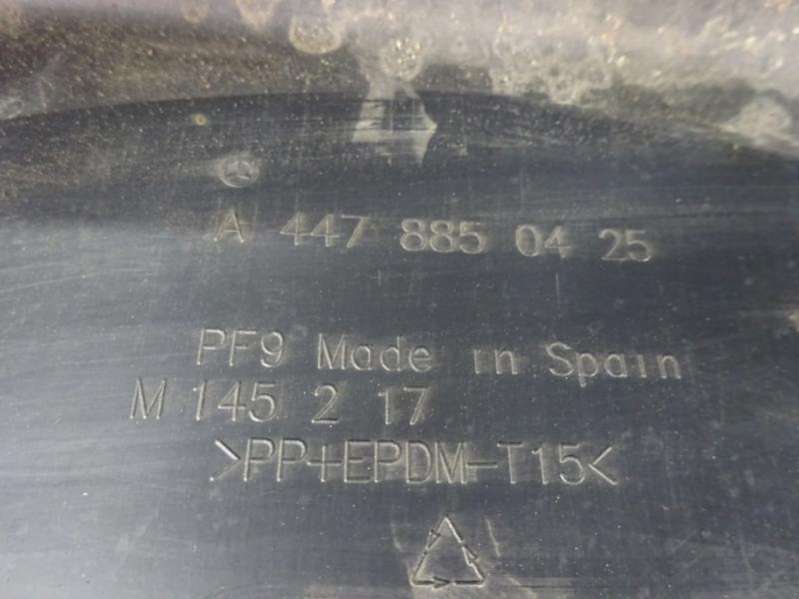 A 447 885 04 25
PF9 Made in Spain
M 145 2 17
>PP+EPDM-T15<